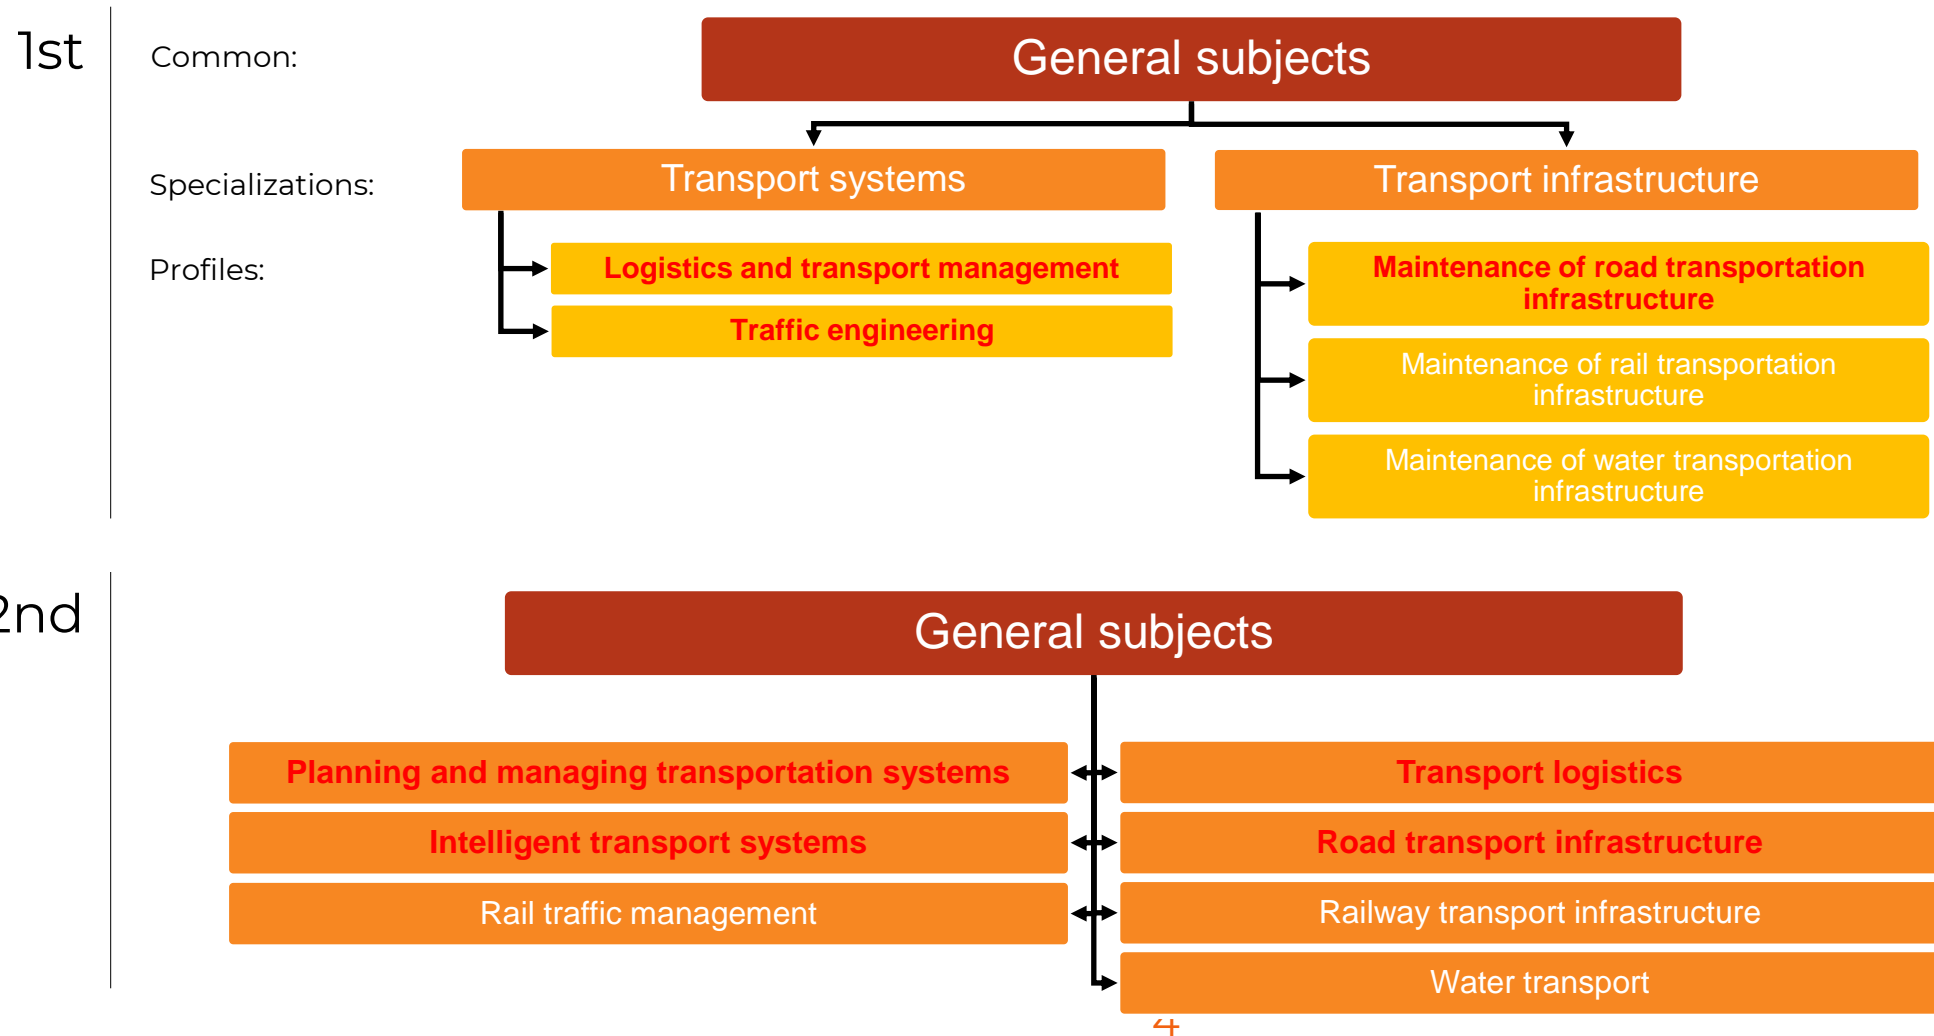 1st
Common:
General subjects
Specializations:
Transport systems
Transport infrastructure
Profiles:
Logistics and transport management
Traffic engineering
Maintenance of road transportation
infrastructure
Maintenance of rail transportation
infrastructure
Maintenance of water transportation
infrastructure
2nd
General subjects
Planning and managing transportation systems
Transport logistics
Intelligent transport systems
Road transport infrastructure
Rail traffic management
Railway transport infrastructure
Water transport
4